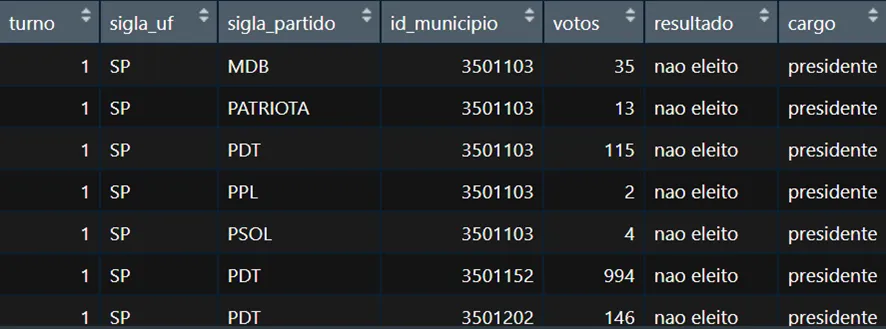 turno sigla_uf sigla_partido id_municipio votos resultado cargo
1 SP MDB 3501103 35 nao eleito presidente
1 SP PATRIOTA 3501103 13 nao eleito presidente
1 SP PDT 3501103 115 nao eleito presidente
1 SP PPL 3501103 2 nao eleito presidente
1 SP PSOL 3501103 4 nao eleito presidente
1 SP PDT 3501152 994 nao eleito presidente
1 SP PDT 3501202 146 nao eleito presidente